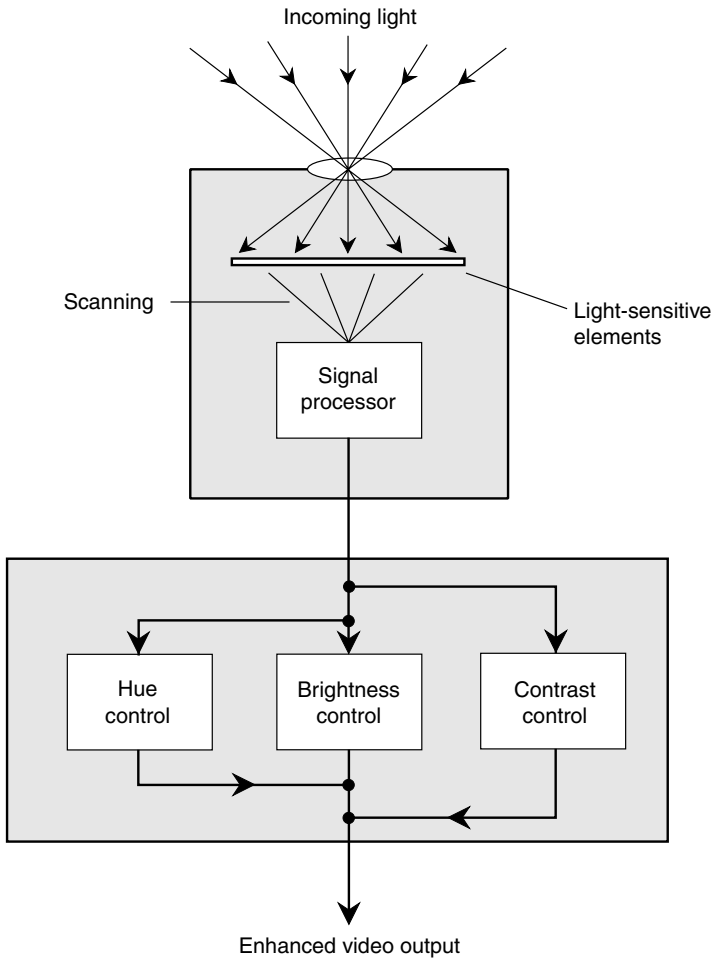 Incoming light
Scanning
Light-sensitive
elements
Signal
processor
Hue
control
Brightness
control
Contrast
control
Enhanced video output